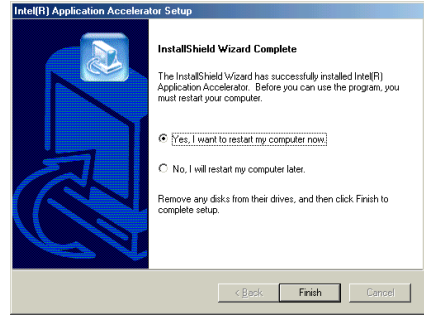 Intel(R) Application Accelerator Setup
InstallShield Wizard Complete
The InstallShield Wizard has successfully installed Intel(R)
Application Accelerator. Before you can use the program, you
must restart your computer.
Yes, I want to restart my computer now.
No, I will restart my computer later.
Remove any disks from their drives, and then click Finish to
complete setup.
< Back
Finish
Cancel